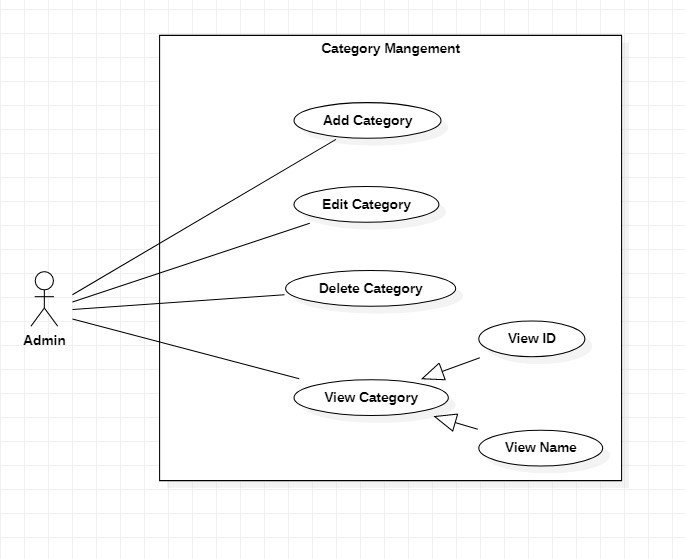 Category Mangement
Add Category
Edit Category
Delete Category
View ID
Admin
View Category
View Name